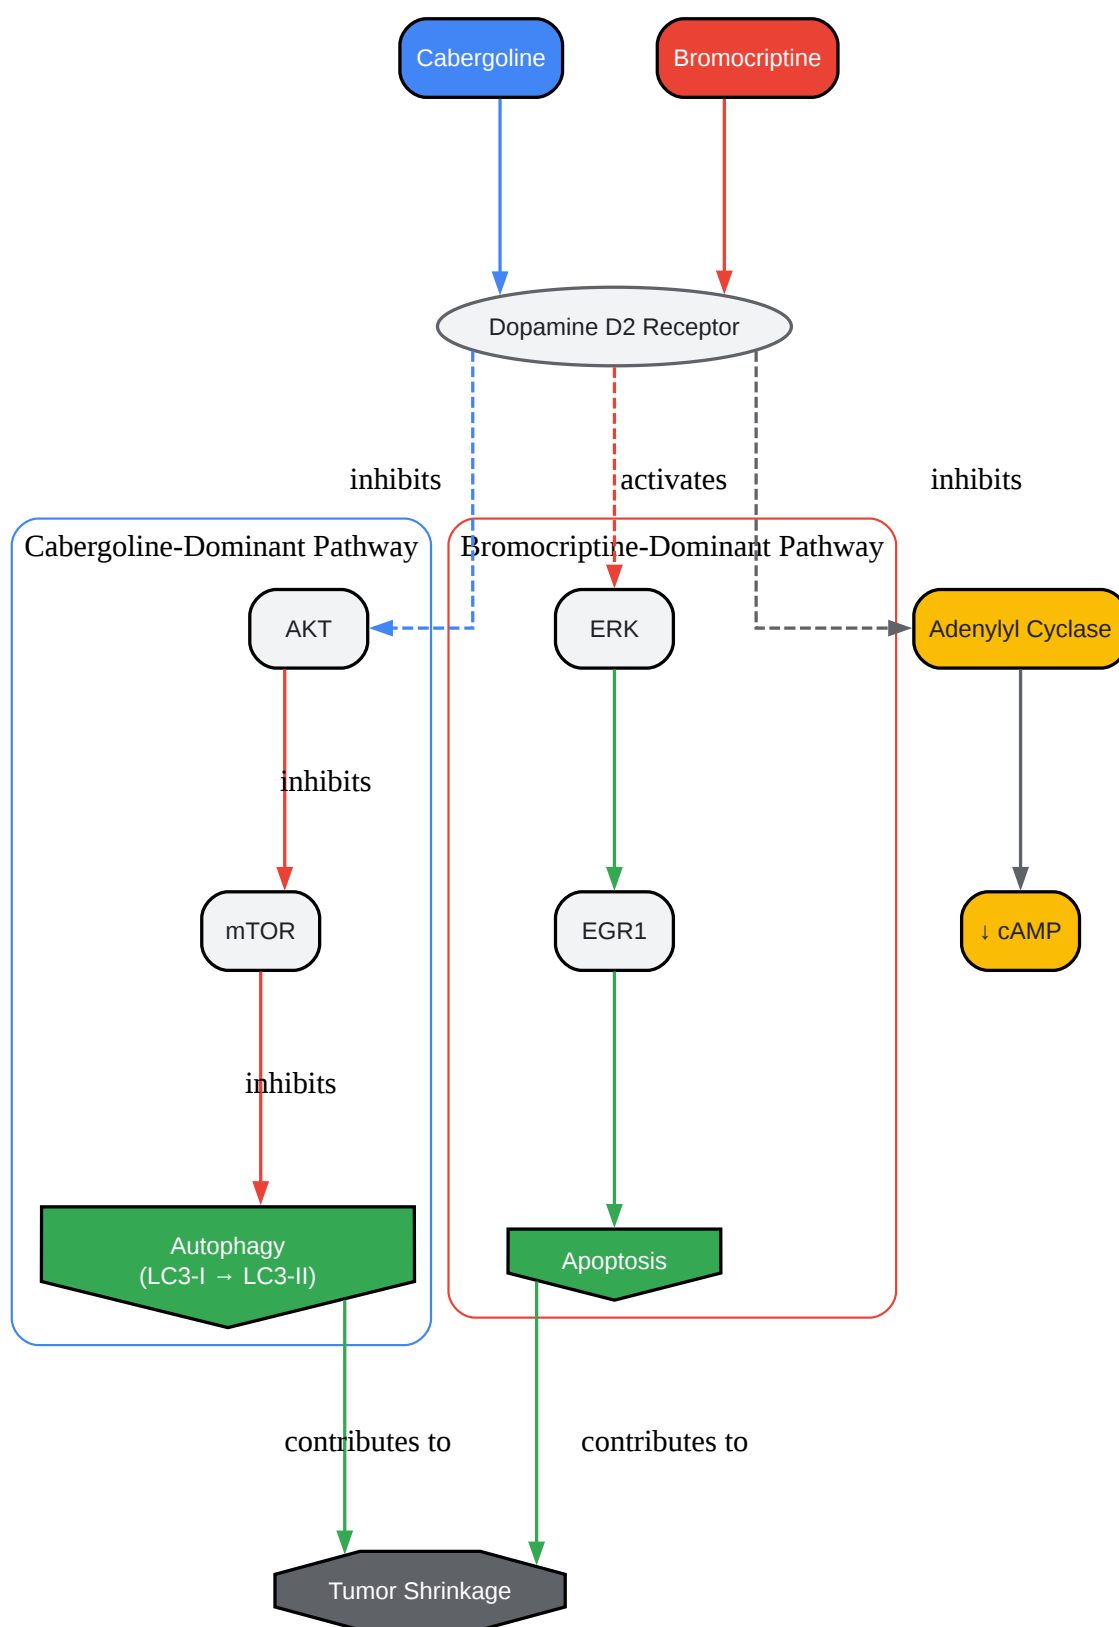 Cabergoline
Bromocriptine
Dopamine D2 Receptor
inhibits
activates
inhibits
Cabergoline-Dominant Pathway
Bromocriptine-Dominant Pathway
AKT
ERK
Adenylyl Cyclase
inhibits
mTOR
EGR1
↓ cAMP
inhibits
Autophagy
(LC3-I → LC3-II)
Apoptosis
contributes to
contributes to
Tumor Shrinkage